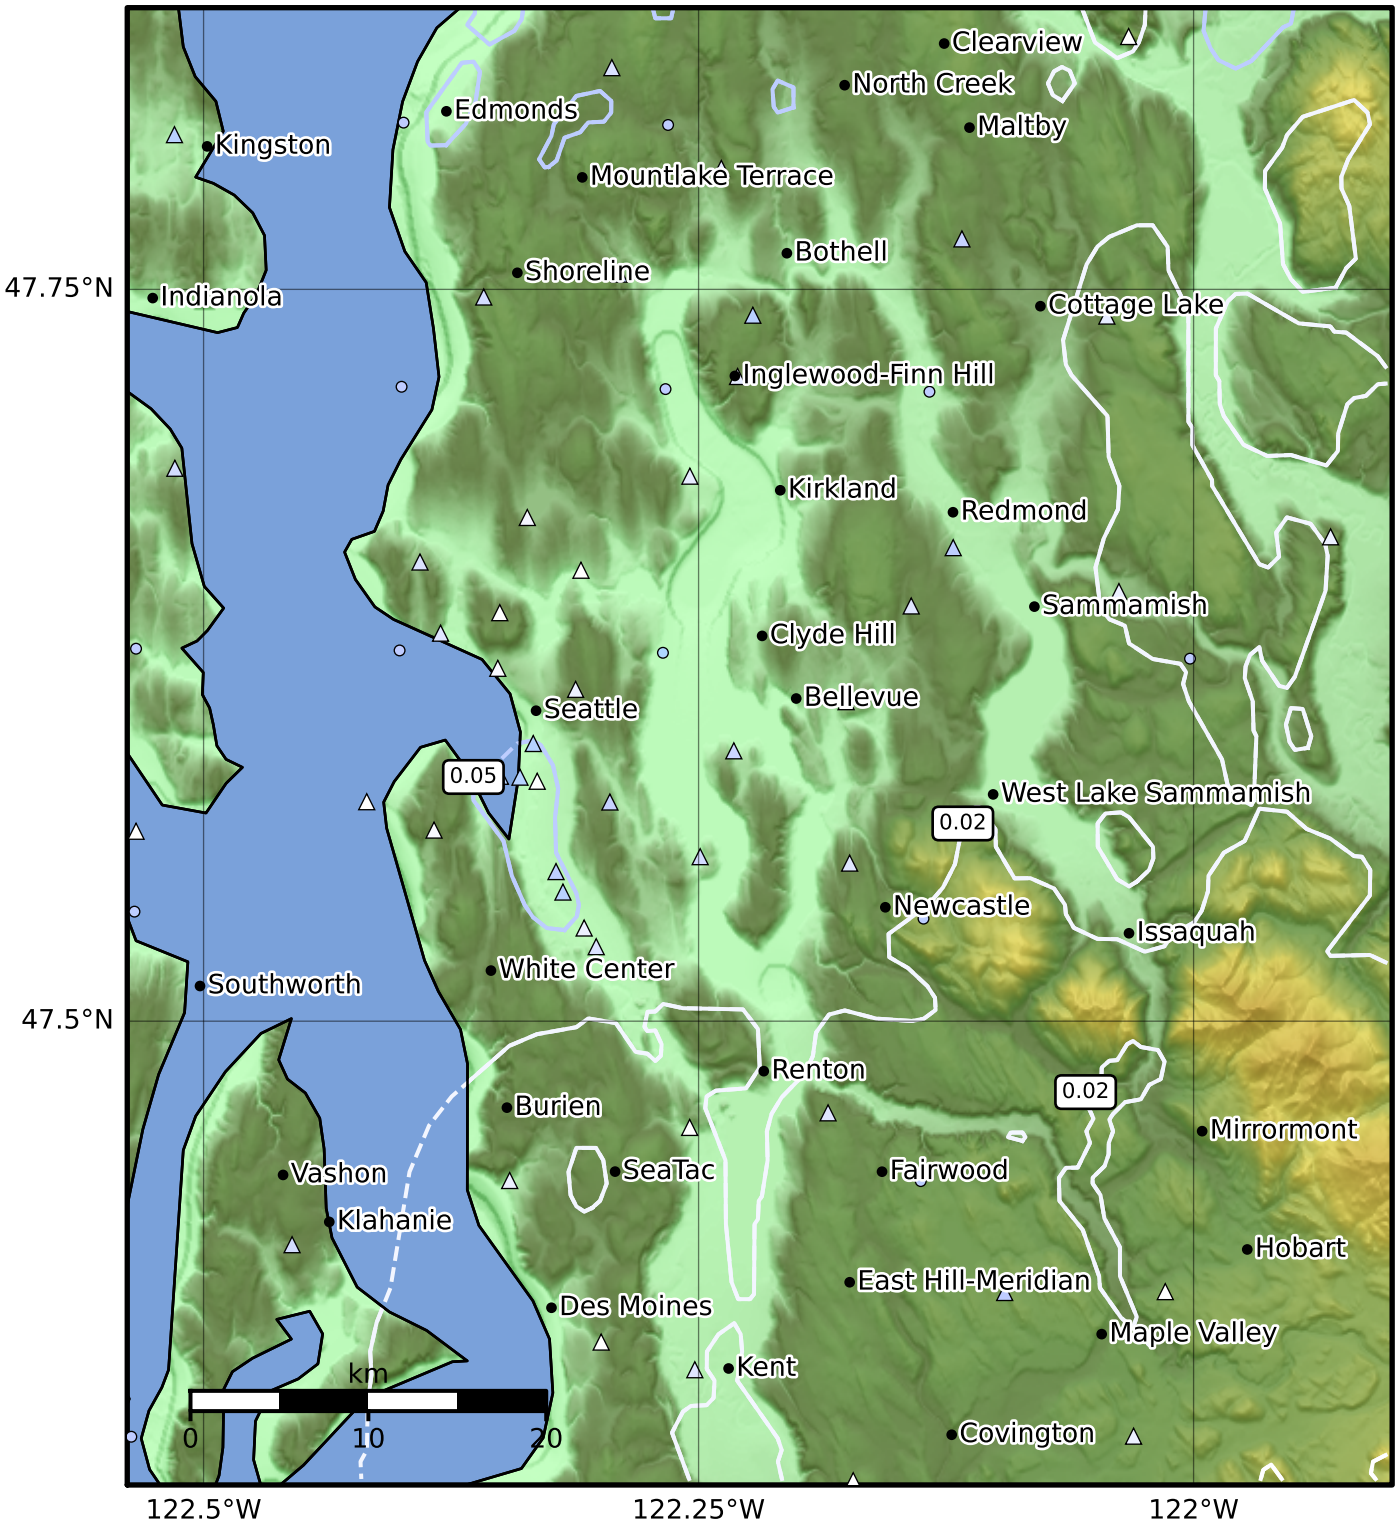 Clearview
North Creek
Edmonds
Maltby
Kingston
Mountlake Terrace
Bothell
Shoreline
47.75°N
Indianola
Cottage Lake
Inglewood-Finn Hill
Kirkland
Redmond
Sammamish
Clyde Hill
Bellevue
Seattle
0.05
West Lake Sammamish
0.02
Newcastle
Issaquah
White Center
Southworth
47.5°N
Renton
0.02
Burien
Mirrormont
SeaTac
Fairwood
Vashon
Klahanie
Hobart
East Hill-Meridian
Des Moines
Maple Valley
Kent
km
0 10 20
Covington
122.5°W 122.25°W 122°W